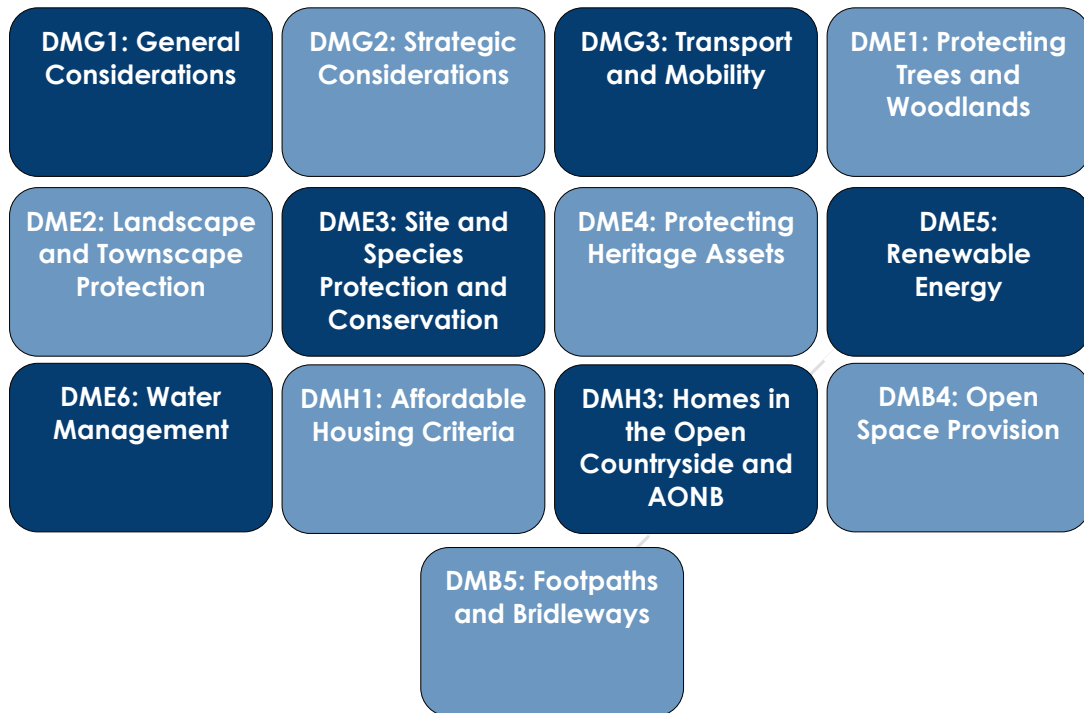 DMG1: General
Considerations
DMG2: Strategic
Considerations
DMG3: Transport
and Mobility
DME1: Protecting
Trees and
Woodlands
DME2: Landscape
and Townscape
Protection
DME3: Site and
Species
Protection and
Conservation
DME4: Protecting
Heritage Assets
DME5:
Renewable
Energy
DME6: Water
Management
DMH1: Affordable
Housing Criteria
DMH3: Homes in
the Open
Countryside and
AONB
DMB4: Open
Space Provision
DMB5: Footpaths
and Bridleways